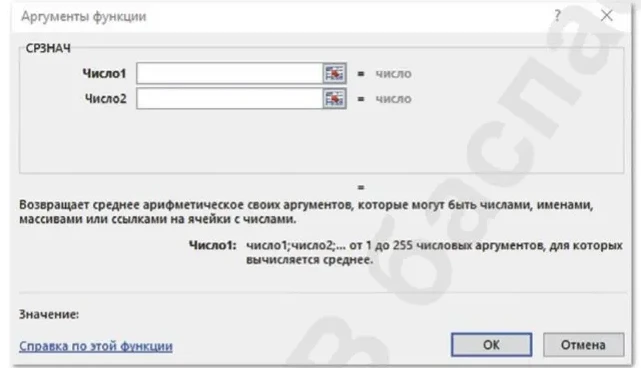 Аргументы функции ? ×
СРЗНАЧ
Число1 = число
Число2 = число
=
Возвращает среднее арифметическое своих аргументов, которые могут быть числами, именами,
массивами или ссылками на ячейки с числами.
Число1: число1;число2;... от 1 до 255 числовых аргументов, для которых
вычисляется среднее.
Значение:
Справка по этой функции
ОК Отмена